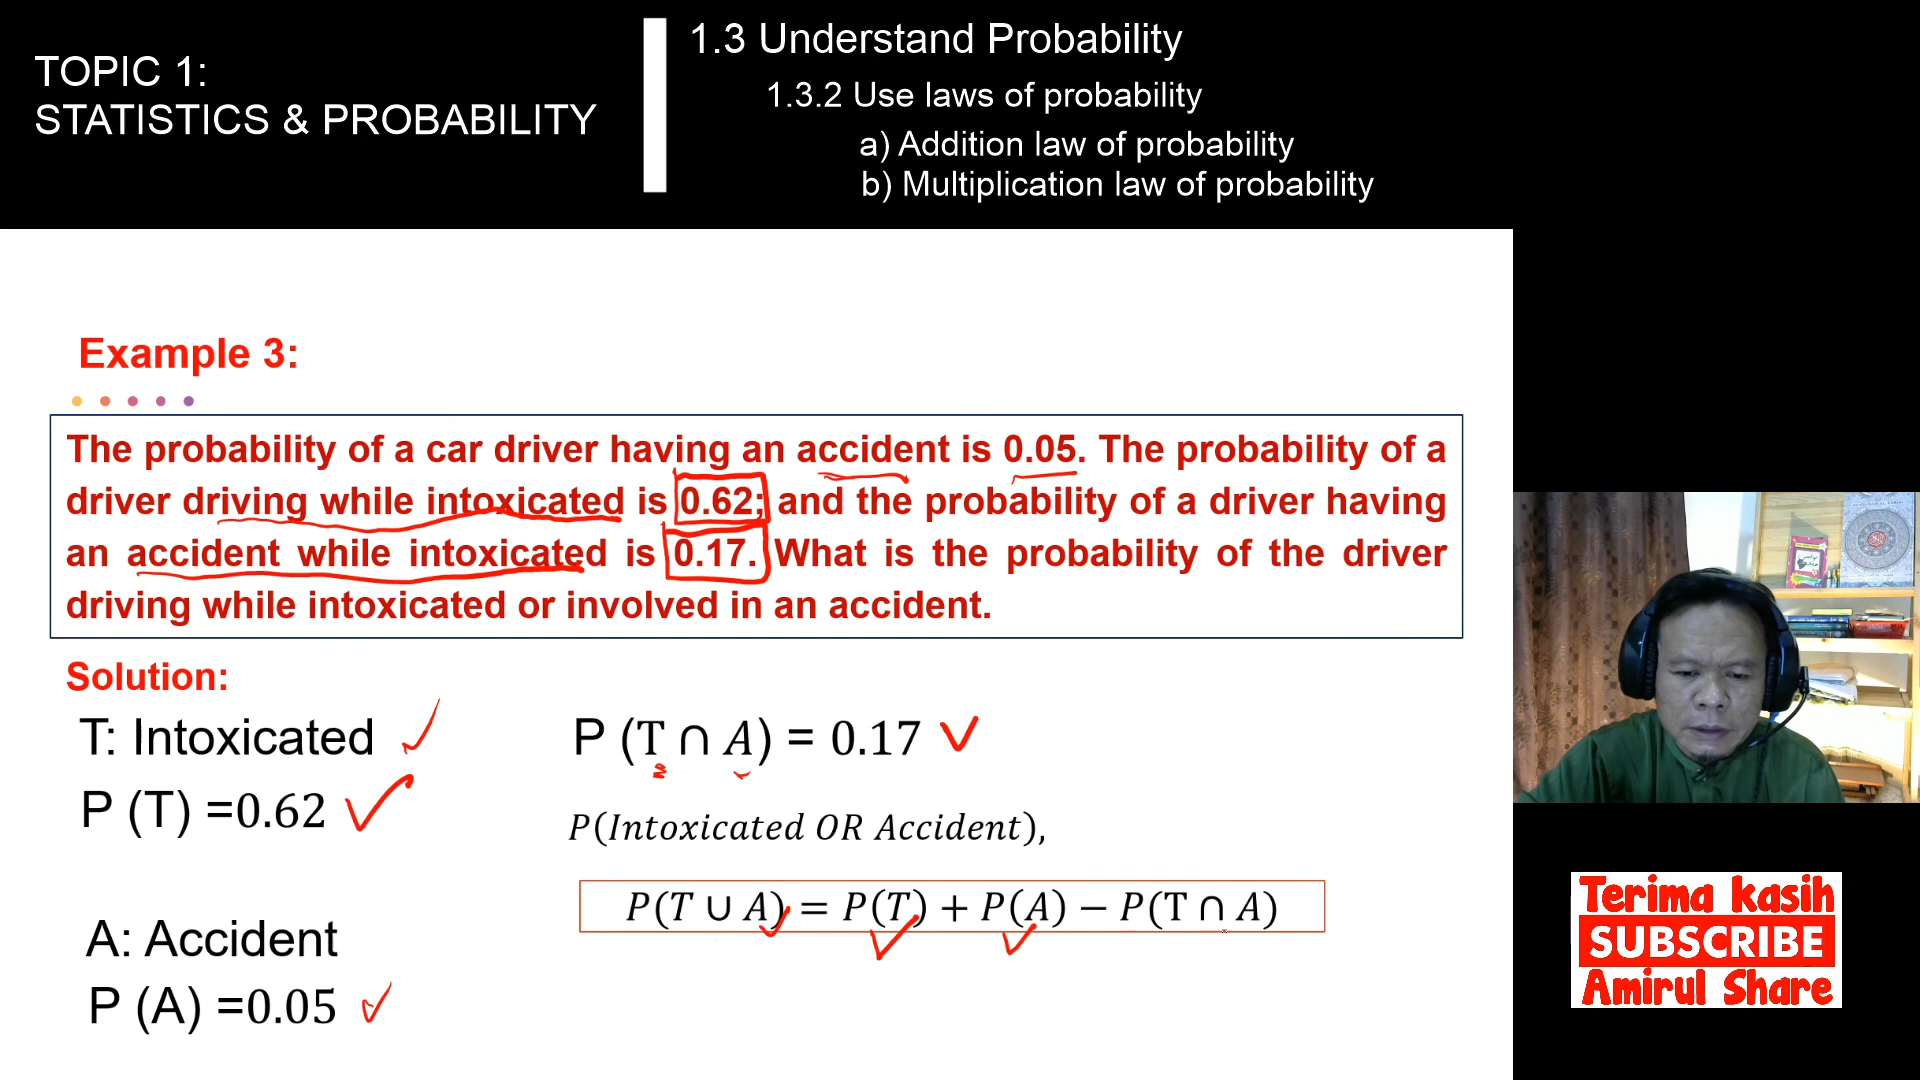 TOPIC 1:
STATISTICS & PROBABILITY
1.3 Understand Probability
1.3.2 Use laws of probability
a) Addition law of probability
b) Multiplication law of probability
Example 3:
The probability of a car driver having an accident is 0.05. The probability of a
driver driving while intoxicated is 0.62; and the probability of a driver having
an accident while intoxicated is 0.17. What is the probability of the driver
driving while intoxicated or involved in an accident.
Solution:
T: Intoxicated
P (T) =0.62
A: Accident
P (A) =0.05
P (T ∩ A) = 0.17
P(Intoxicated OR Accident),
P(T ∪ A) = P(T) + P(A) − P(T ∩ A)
Terima kasih
SUBSCRIBE
Amirul Share